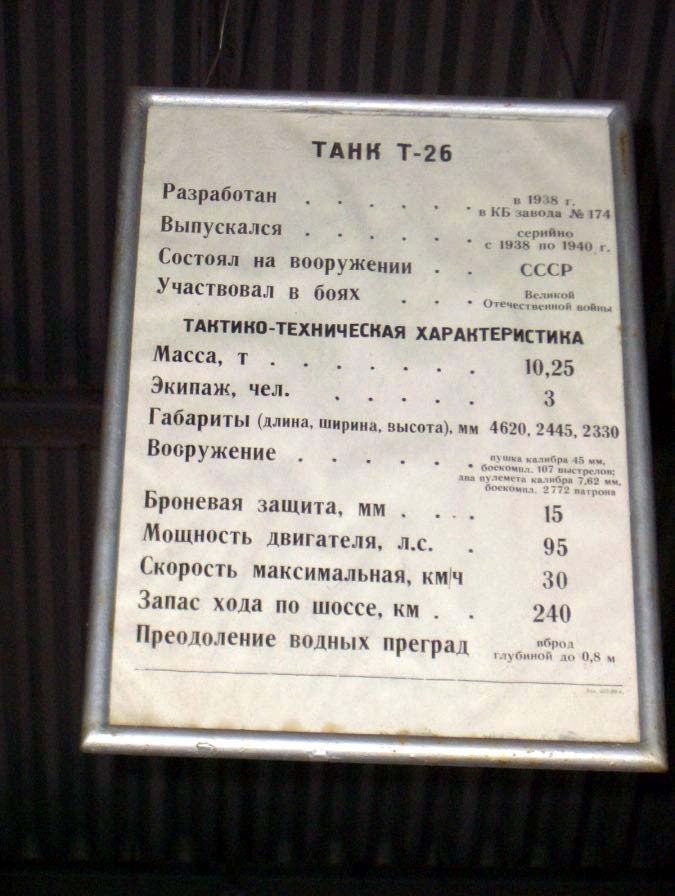 ТАНК Т-26
Разработан . . . . . . в 1938 г.
в КБ завода № 174
Выпускался . . . . . . серийно
с 1938 по 1940 г.
Состоял на вооружении . . СССР
Участвовал в боях . . . Великой
Отечественной войны
ТАКТИКО-ТЕХНИЧЕСКАЯ ХАРАКТЕРИСТИКА
Масса, т . . . . . . . 10,25
Экипаж, чел. . . . . . 3
Габариты (длина, ширина, высота), мм 4620, 2445, 2330
Вооружение . . . . . . пушка калибра 45 мм,
боекомпл. 107 выстрелов;
два пулемета калибра 7,62 мм,
боекомпл. 2772 патрона
Броневая защита, мм . . . 15
Мощность двигателя, л.с. . 95
Скорость максимальная, км/ч 30
Запас хода по шоссе, км . . 240
Преодоление водных преград вброд
глубиной до 0,8 м